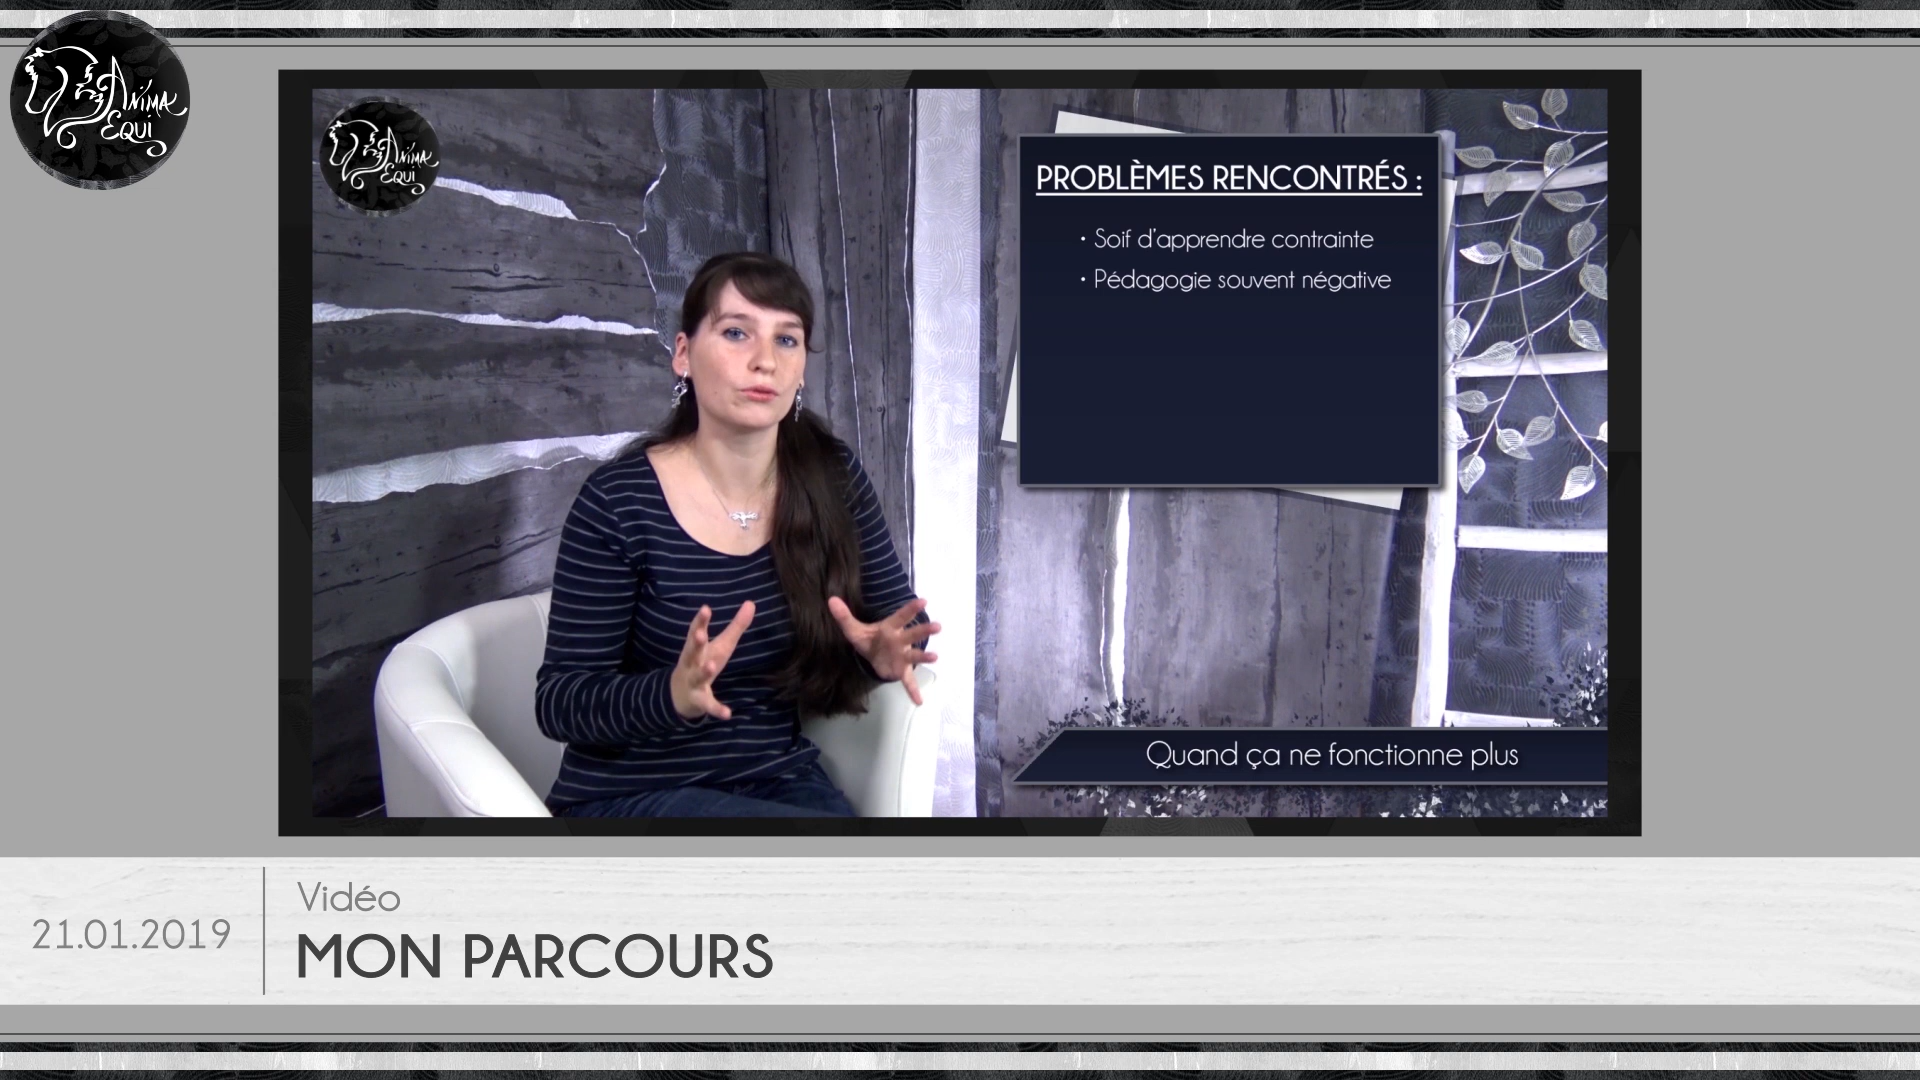 Anima
Equi
Anima
Equi
PROBLÈMES RENCONTRÉS :
• Soif d'apprendre contrainte
• Pédagogie souvent négative
Quand ça ne fonctionne plus
21.01.2019
Vidéo
MON PARCOURS